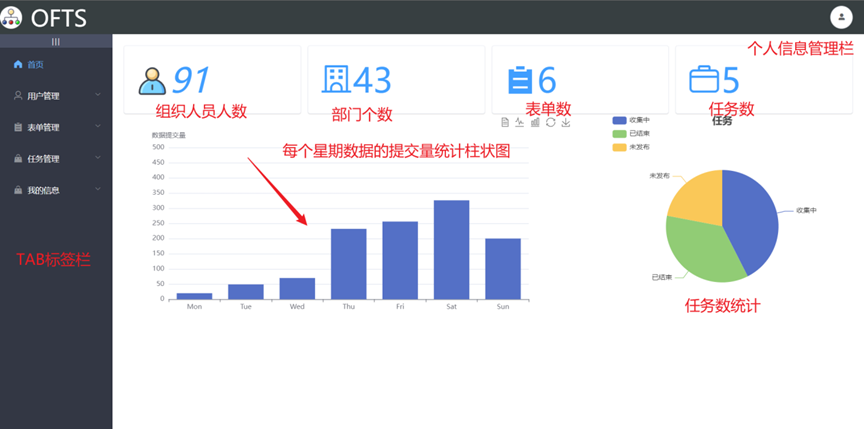 OFTS
个人信息管理栏
首页
用户管理
表单管理
任务管理
我的信息
TAB标签栏
91
组织人员人数
43
部门个数
6
表单数
5
任务数
数据提交量
每个星期数据的提交量统计柱状图
500
450
400
350
300
250
200
150
100
50
0
Mon
Tue
Wed
Thu
Fri
Sat
Sun
收集中
已结束
未发布
任务
未发布
收集中
已结束
任务数统计